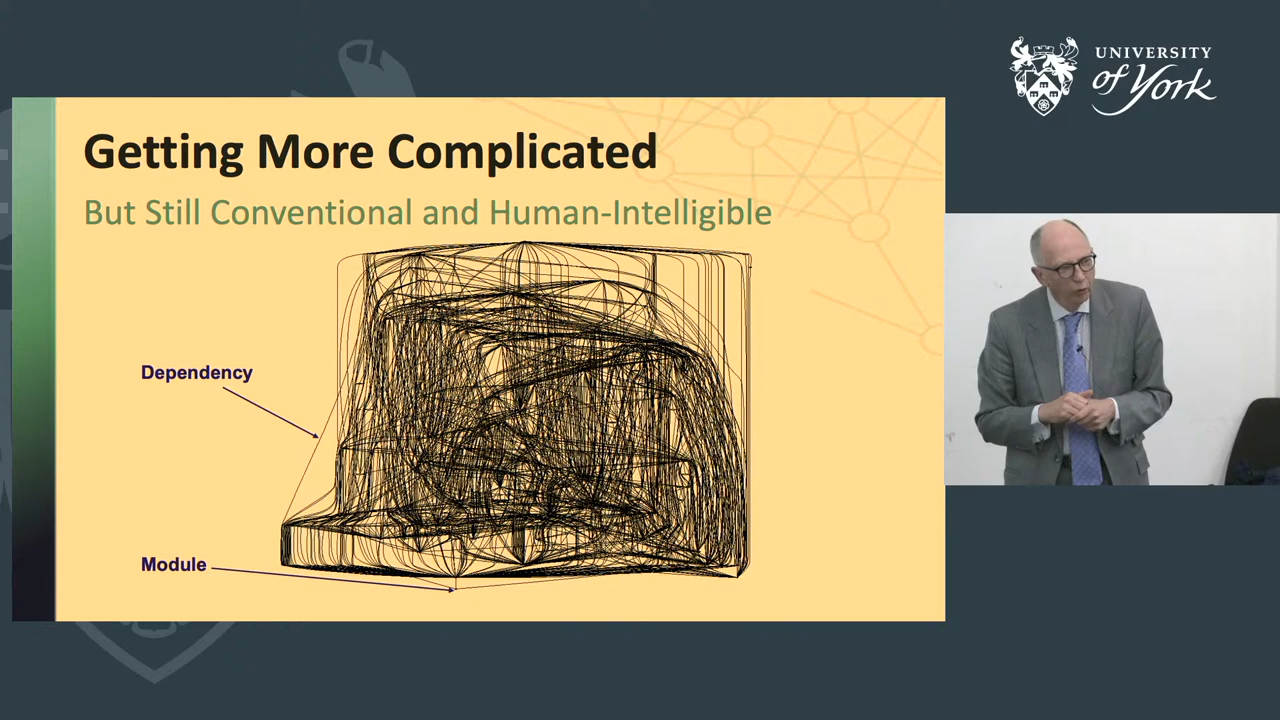 UNIVERSITY
of York
Getting More Complicated
But Still Conventional and Human-Intelligible
Dependency
Module